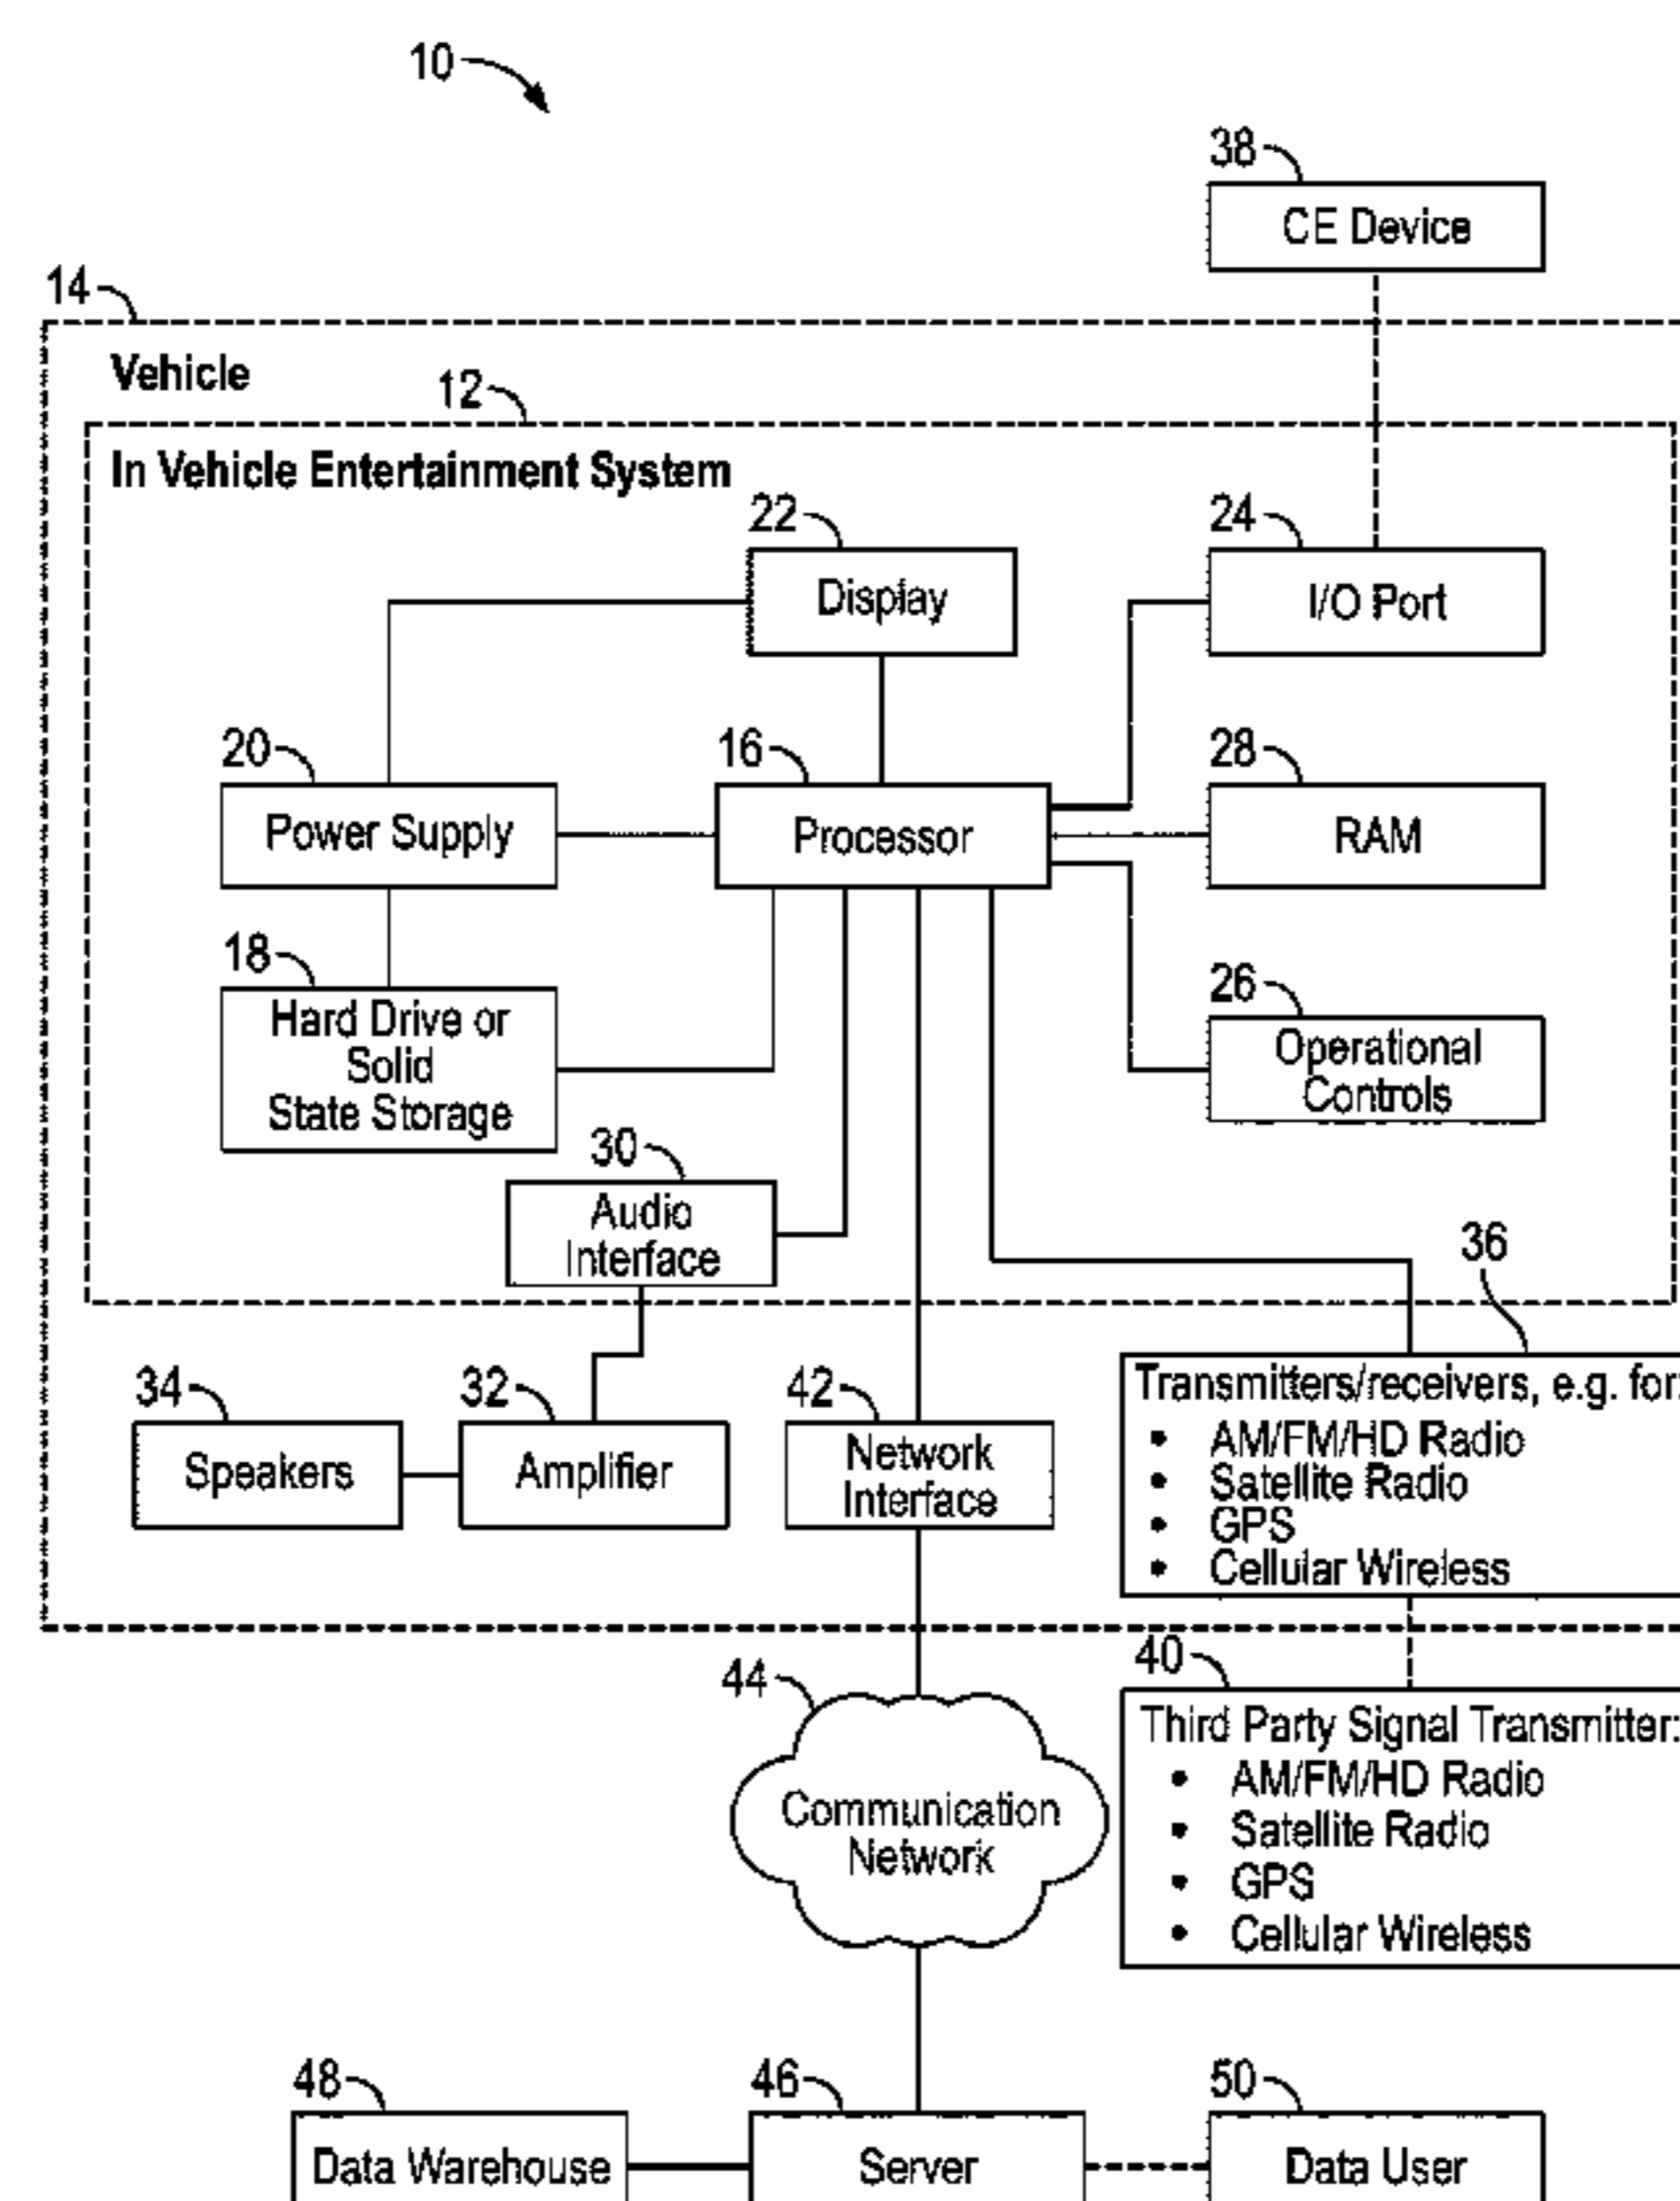 10
38
CE Device
14
Vehicle
12
In Vehicle Entertainment System
22
Display
24
I/O Port
20
Power Supply
16
Processor
28
RAM
18
Hard Drive or
Solid
State Storage
26
Operational
Controls
30
Audio
Interface
36
34
Speakers
32
Amplifier
42
Network
Interface
Transmitters/receivers, e.g. for:
• AM/FM/HD Radio
• Satellite Radio
• GPS
• Cellular Wireless
44
Communication
Network
40
Third Party Signal Transmitter:
• AM/FM/HD Radio
• Satellite Radio
• GPS
• Cellular Wireless
48
Data Warehouse
46
Server
50
Data User